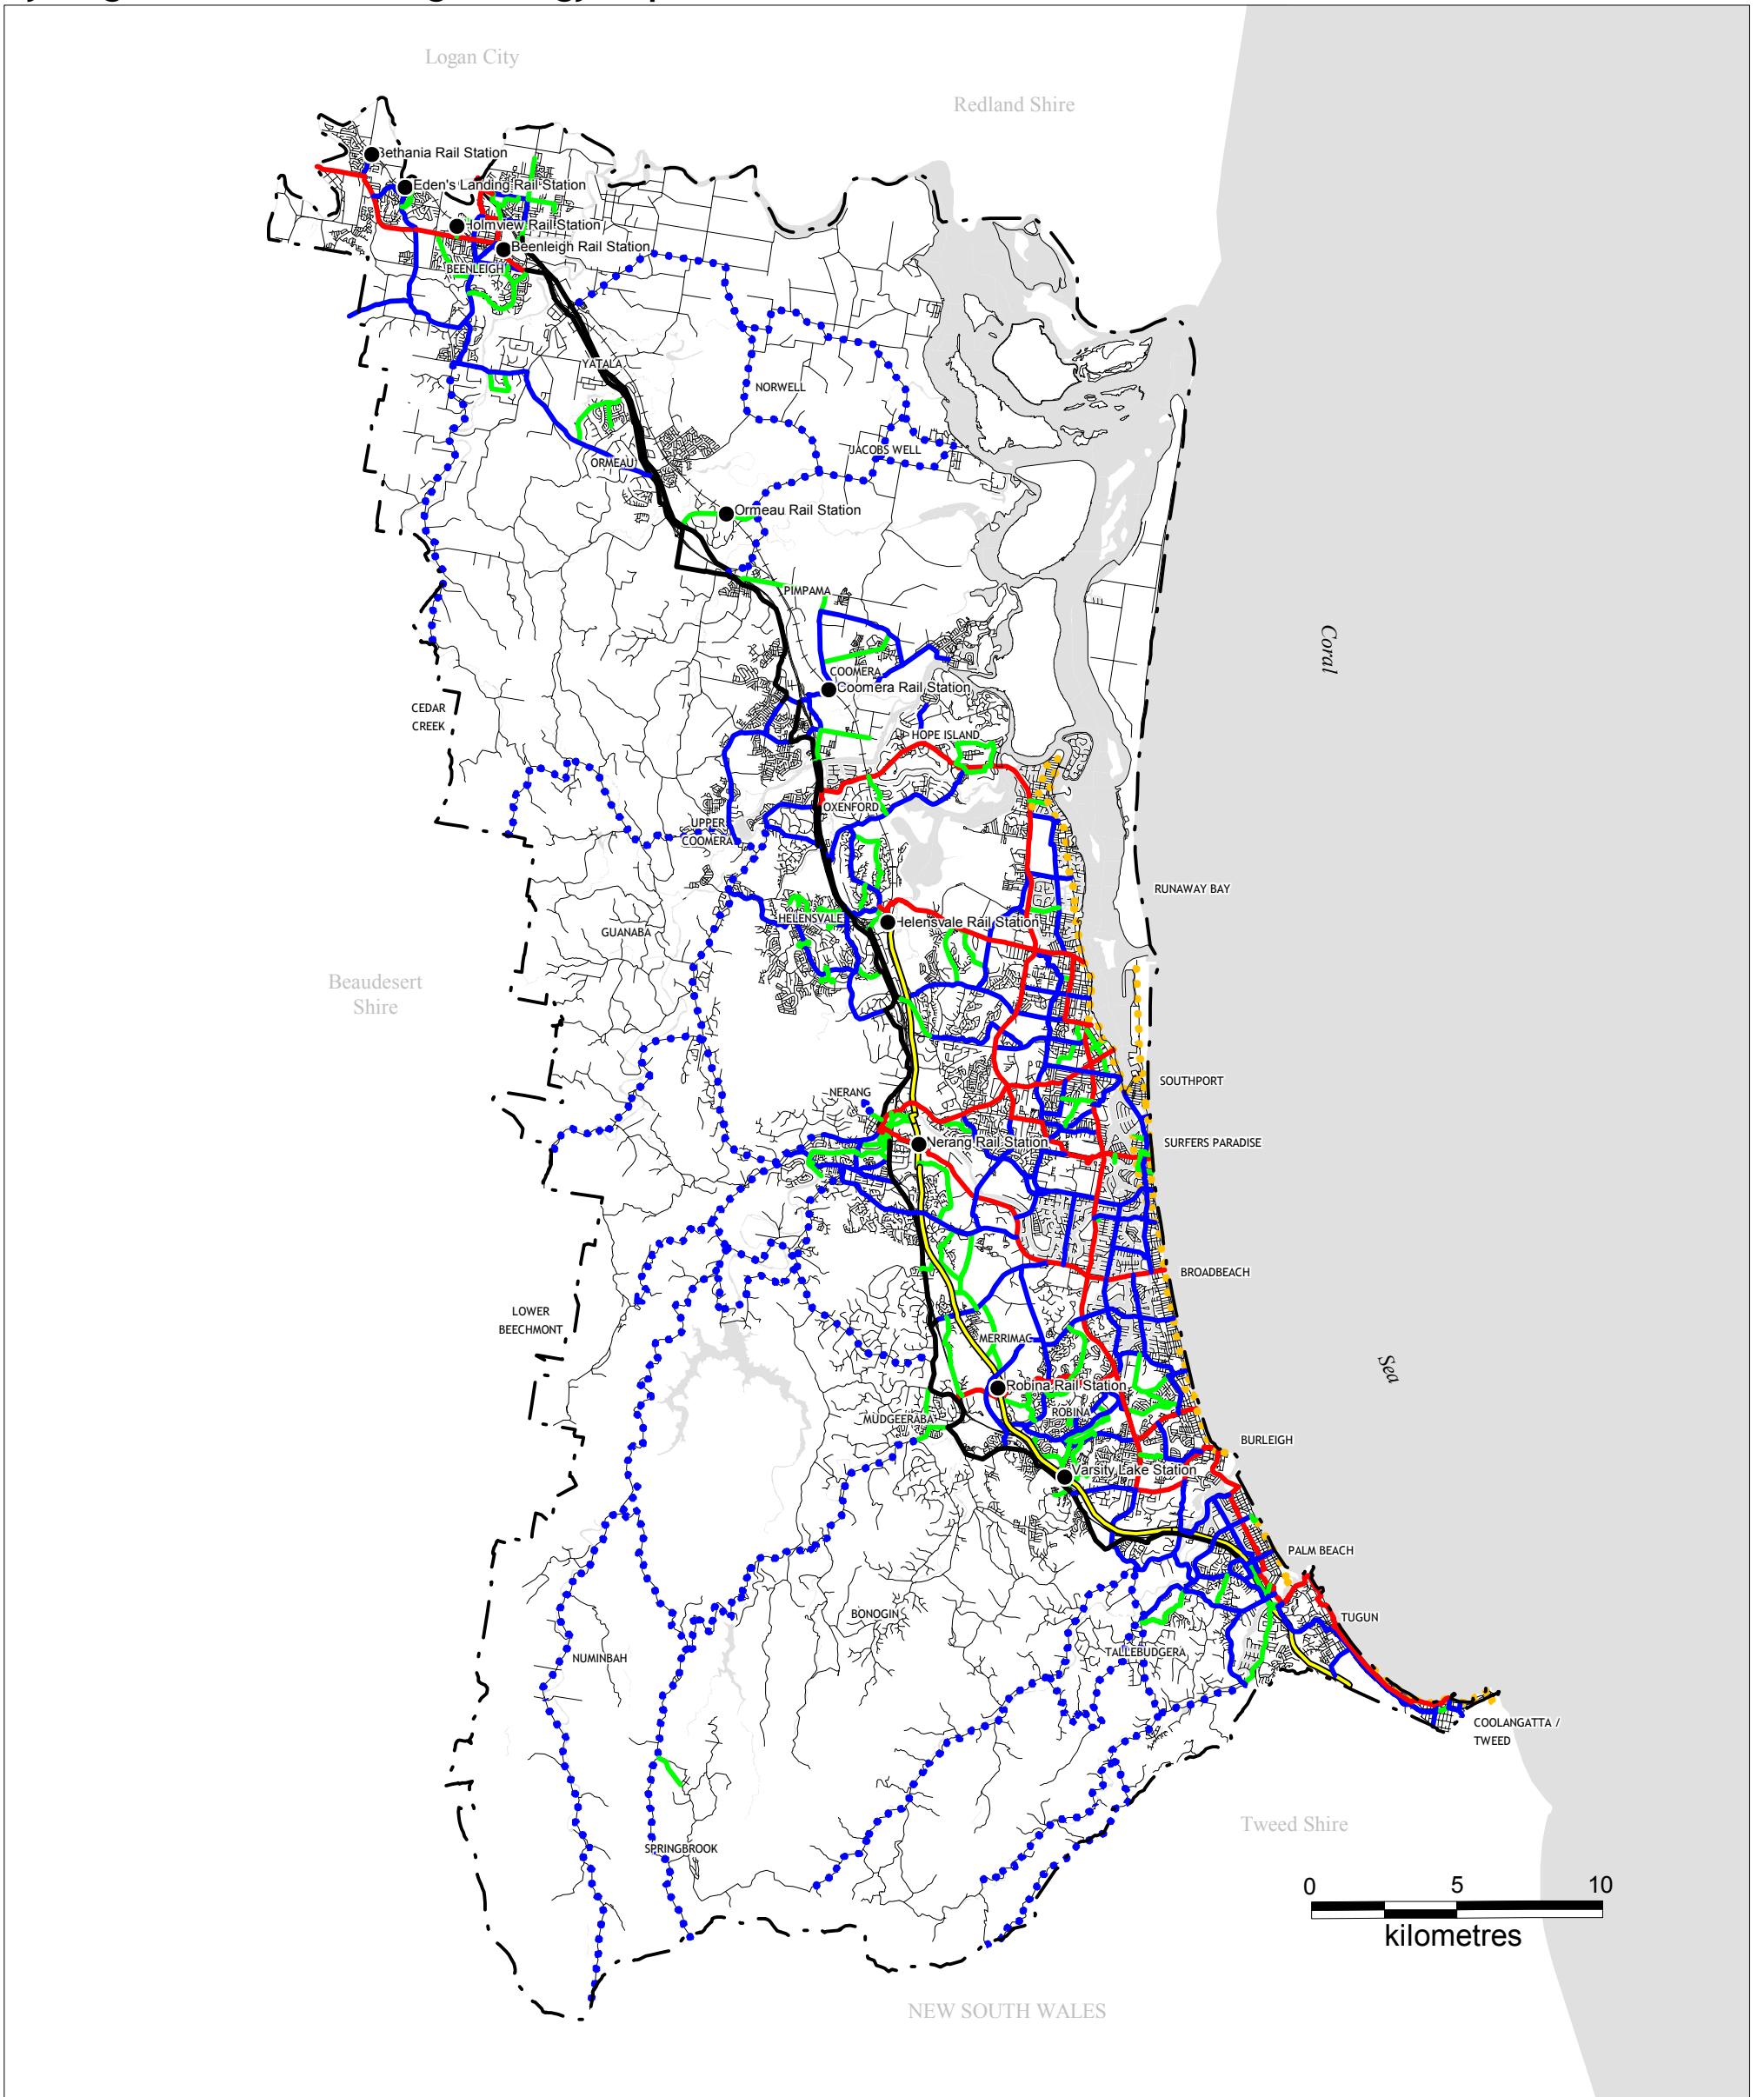 Logan City
Redland Shire
Bethania Rail Station
Eden's Landing Rail Station
Holmview Rail Station
Beenleigh Rail Station
BEENLEIGH
YATALA
NORWELL
JACOBS WELL
ORMEAU
Ormeau Rail Station
PIMPAMA
Coral
COOMERA
Coomera Rail Station
CEDAR
CREEK
HOPE ISLAND
OXENFORD
UPPER
COOMERA
RUNAWAY BAY
HELENSVALE
Helensvale Rail Station
GUANABA
Beaudesert
Shire
SOUTHPORT
NERANG
Nerang Rail Station
SURFERS PARADISE
BROADBEACH
LOWER
BEECHMONT
MERRIMAC
Sea
Robina Rail Station
ROBINA
MUDGEERABA
BURLEIGH
Varsity Lake Station
PALM BEACH
BONOGIN
TUGUN
TALLEBUDGERA
NUMINBAH
COOLANGATTA /
TWEED
Tweed Shire
SPRINGBROOK
0 5 10
kilometres
NEW SOUTH WALES